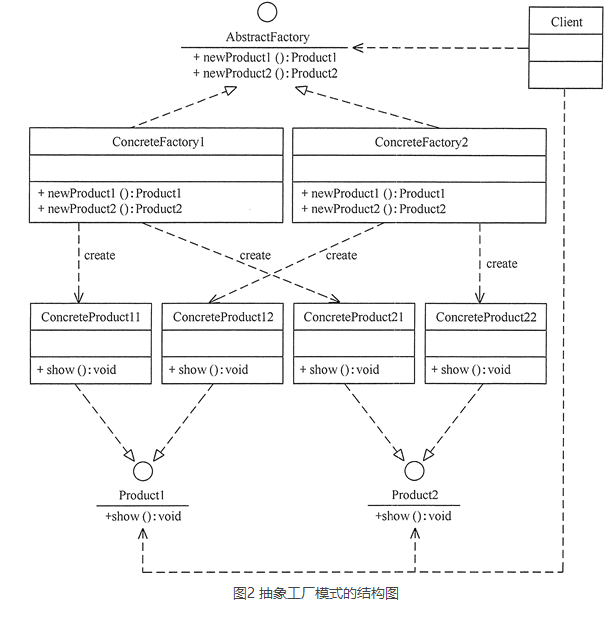 AbstractFactory
+ newProduct1 ():Product1
+ newProduct2 ():Product2
Client
ConcreteFactory1
+ newProduct1 ():Product1
+ newProduct2 ():Product2
ConcreteFactory2
+ newProduct1 ():Product1
+ newProduct2 ():Product2
create
create
create
ConcreteProduct11
+ show ():void
ConcreteProduct12
+ show ():void
ConcreteProduct21
+ show ():void
ConcreteProduct22
+ show ():void
Product1
+show ():void
Product2
+show ():void
图2 抽象工厂模式的结构图